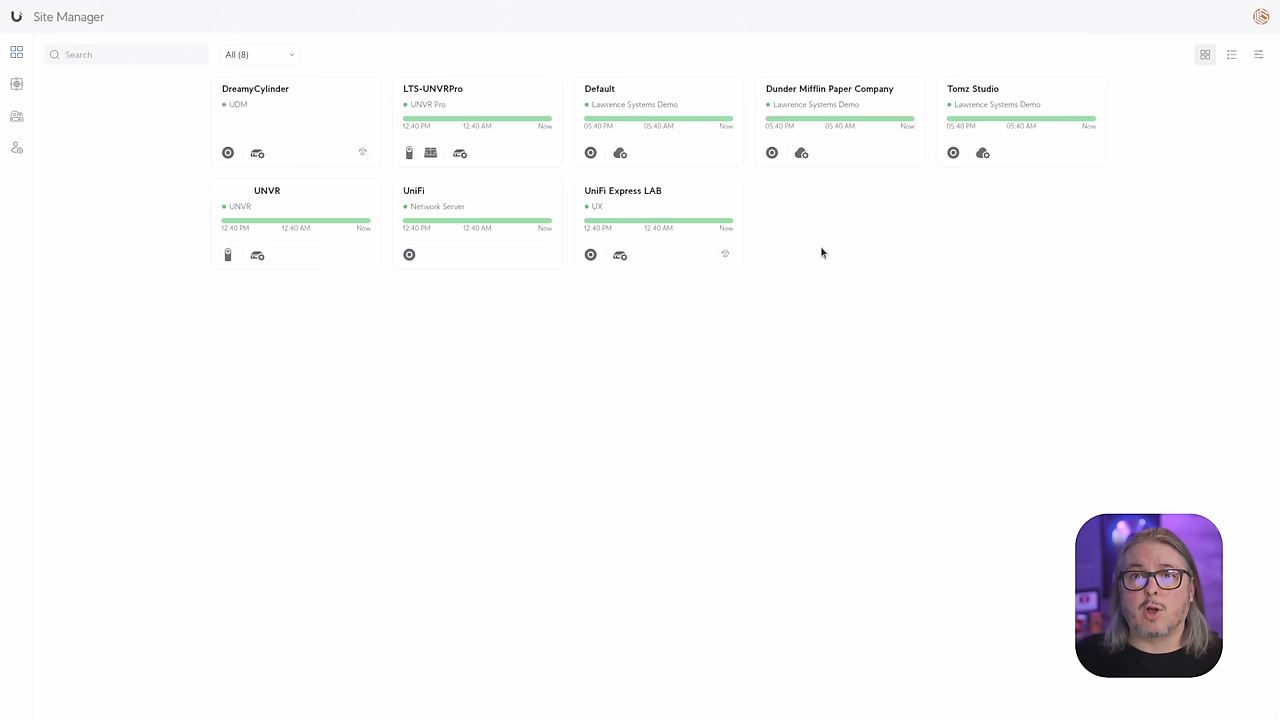 Site Manager
Search
All (8)
DreamyCylinder
UDM
LTS-UNVRPro
UNVR Pro
12:40 PM 12:40 AM Now
Default
Lawrence Systems Demo
05:40 PM 05:40 AM Now
Dunder Mifflin Paper Company
Lawrence Systems Demo
05:40 PM 05:40 AM Now
Tomz Studio
Lawrence Systems Demo
05:40 PM 05:40 AM Now
UNVR
UNVR
12:40 PM 12:40 AM Now
UniFi
Network Server
12:40 PM 12:40 AM Now
UniFi Express LAB
UX
12:40 PM 12:40 AM Now